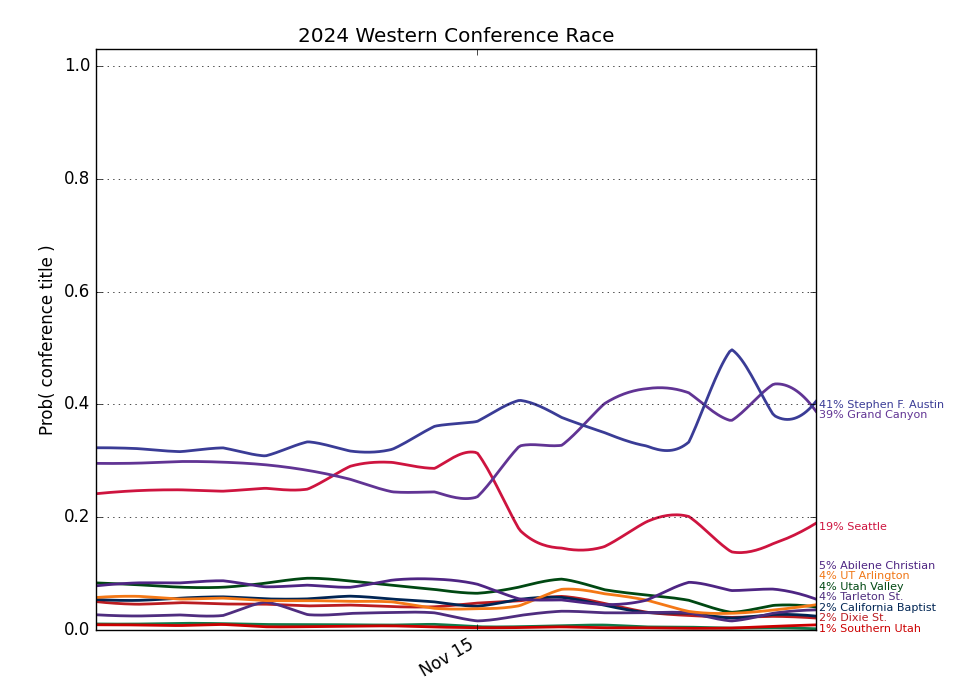 2024 Western Conference Race
1.0
0.8
0.6
0.4
0.2
0.0
Prob( conference title )
Nov 15
41% Stephen F. Austin
39% Grand Canyon
19% Seattle
5% Abilene Christian
4% UT Arlington
4% Utah Valley
4% Tarleton St.
2% California Baptist
2% Dixie St.
1% Southern Utah